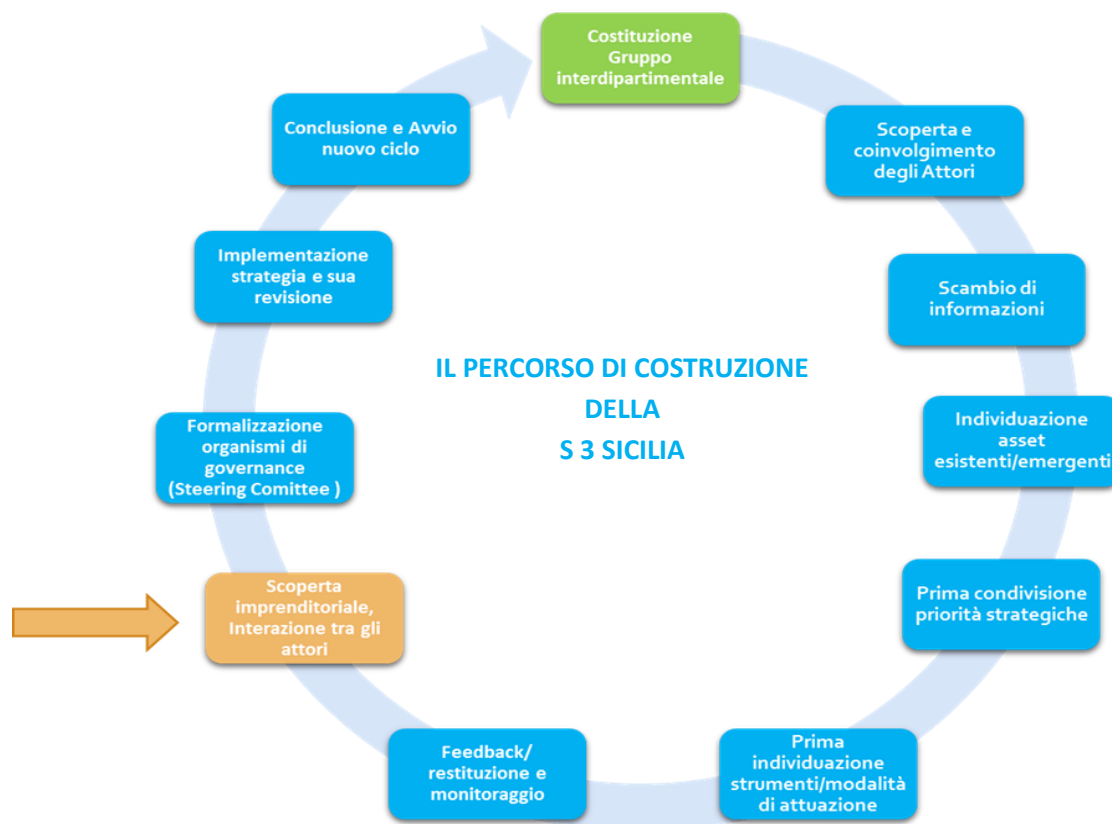 Costituzione
Gruppo
interdipartimentale
Scoperta e
coinvolgimento
degli Attori
Scambio di
informazioni
Individuazione
asset
esistenti/emergenti
Prima condivisione
priorità strategiche
Prima
individuazione
strumenti/modalità
di attuazione
Feedback/
restituzione e
monitoraggio
Scoperta
imprenditoriale,
Interazione tra gli
attori
Formalizzazione
organismi di
governance
(Steering Comittee )
Implementazione
strategia e sua
revisione
Conclusione e Avvio
nuovo ciclo
IL PERCORSO DI COSTRUZIONE
DELLA
S 3 SICILIA